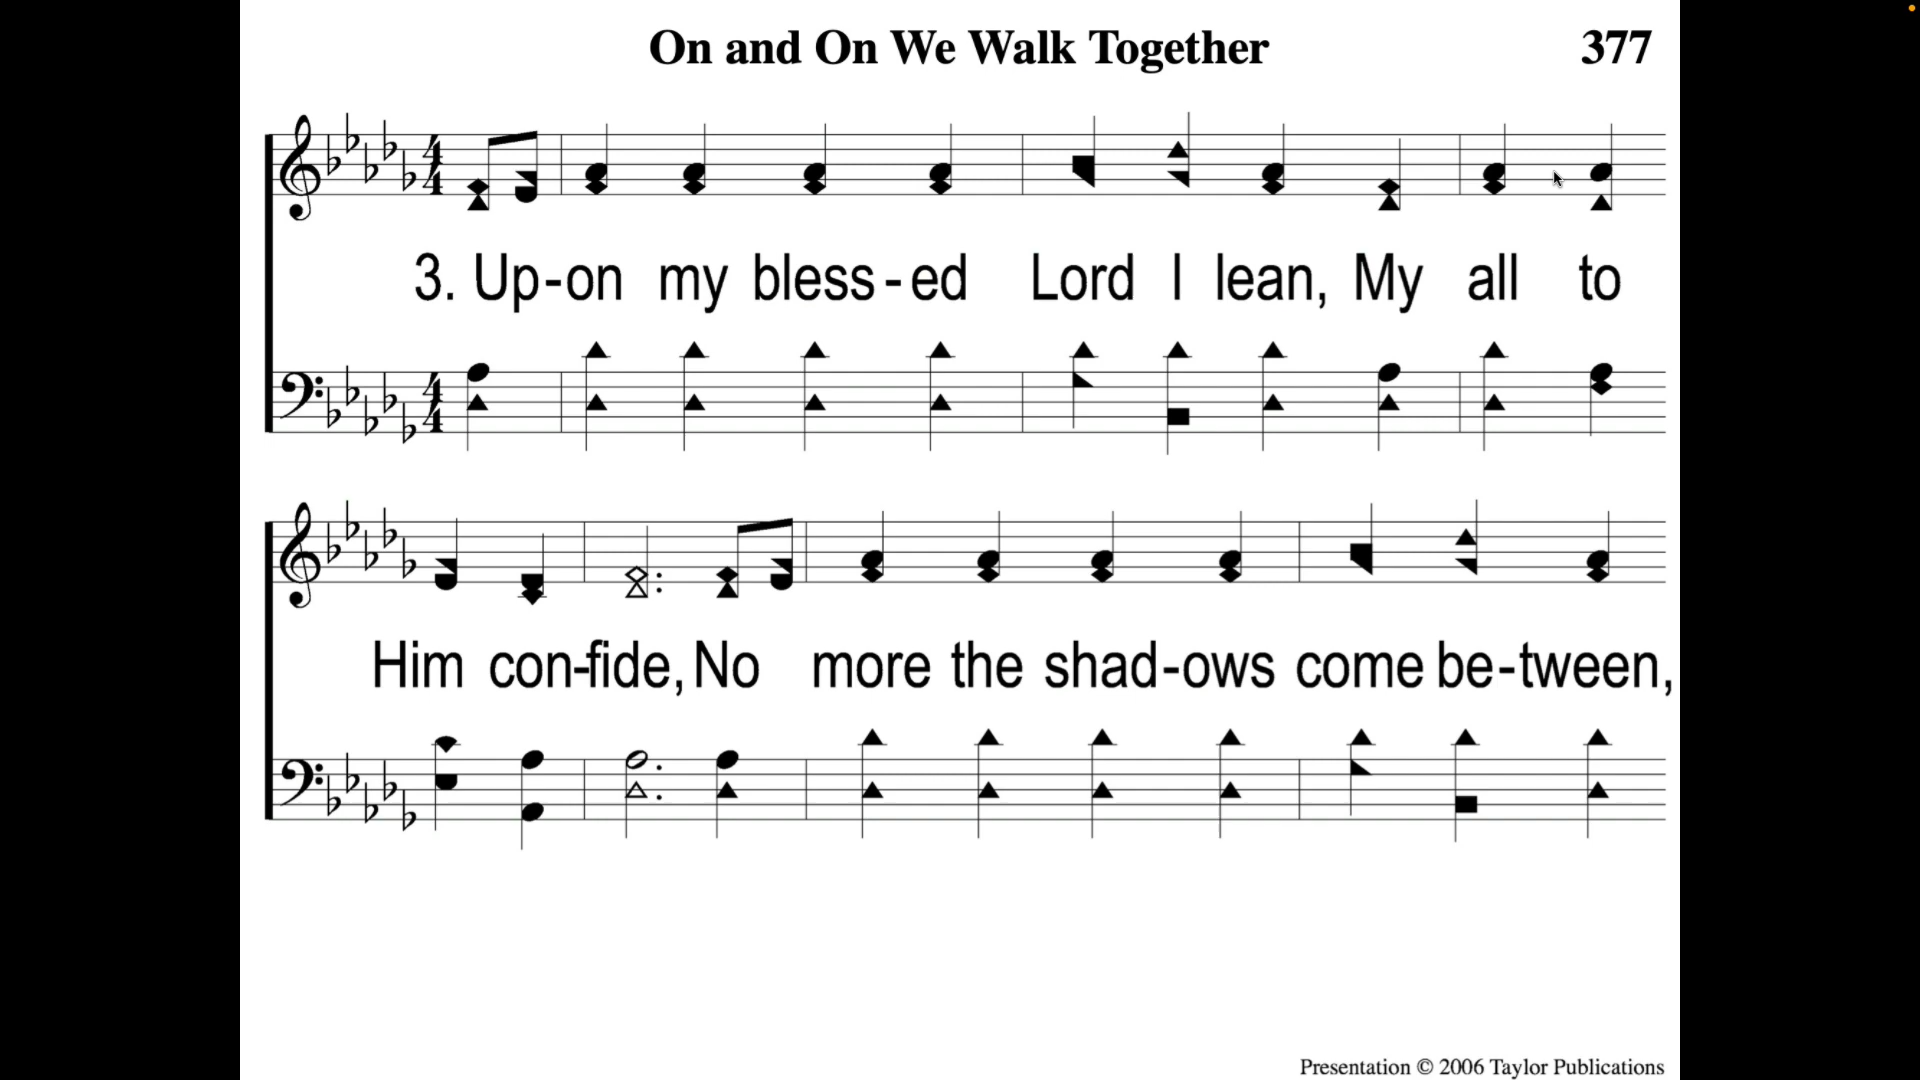 On and On We Walk Together 377
3. Up-on my bless-ed Lord I lean, My all to
Him con-fide, No more the shad-ows come be-tween,
Presentation © 2006 Taylor Publications